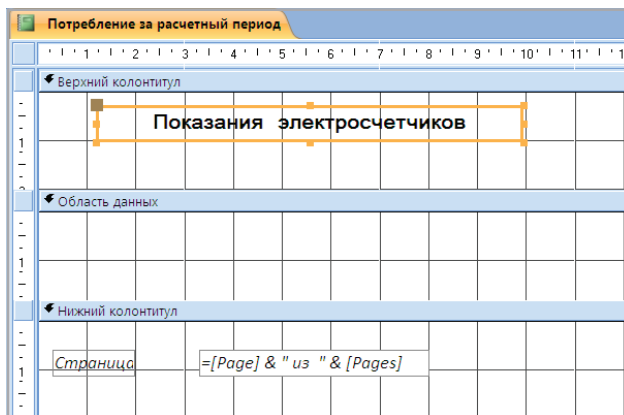 Потребление за расчетный период
1 2 3 4 5 6 7 8 9 10 11 1
Верхний колонтитул
Показания электросчетчиков
1
Область данных
1
Нижний колонтитул
Страница =[Page] & " из " & [Pages]
1